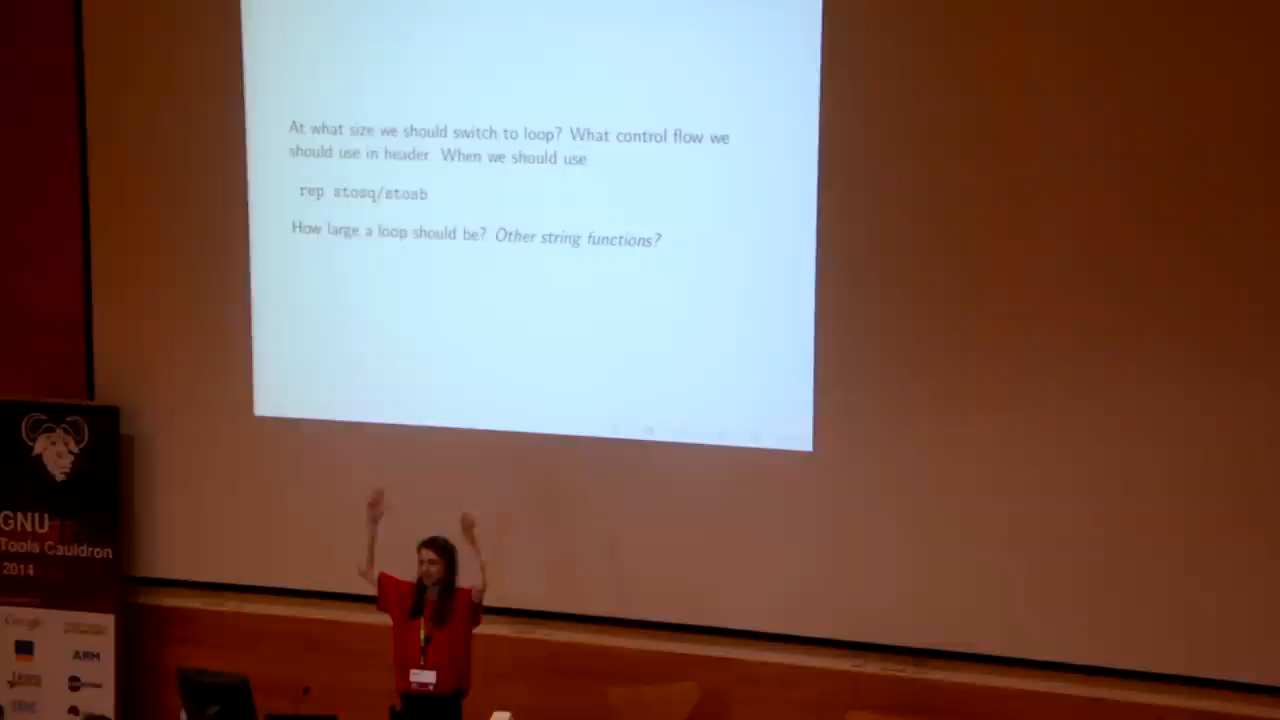 At what size we should switch to loop? What control flow we
should use in header. When we should use
rep stosq/stosb
How large a loop should be? Other string functions?
GNU
Tools Cauldron
2014
Google
ARM